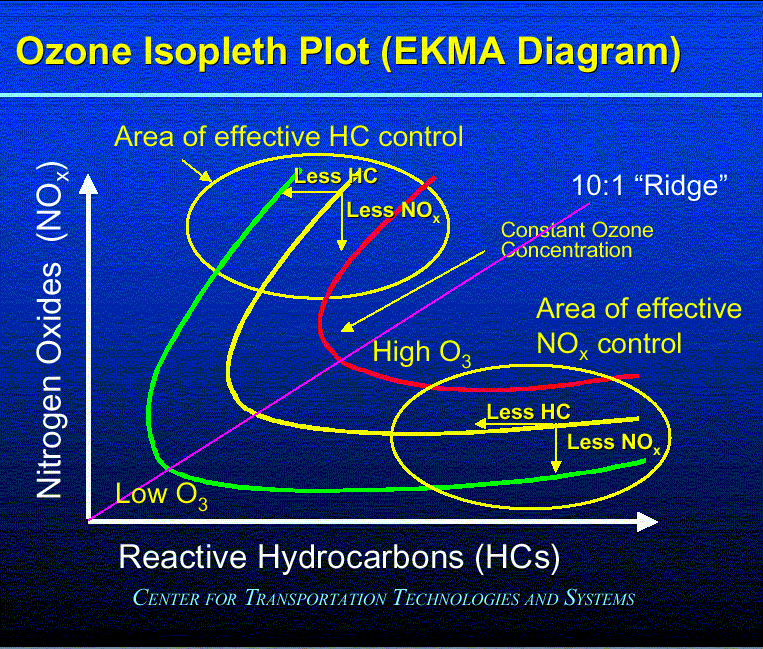 Ozone Isopleth Plot (EKMA Diagram)
Area of effective HC control
Less HC
Less NOx
10:1 “Ridge”
Constant Ozone
Concentration
Area of effective
NOx control
High O3
Less HC
Less NOx
Low O3
Nitrogen Oxides (NOx)
Reactive Hydrocarbons (HCs)
CENTER FOR TRANSPORTATION TECHNOLOGIES AND SYSTEMS